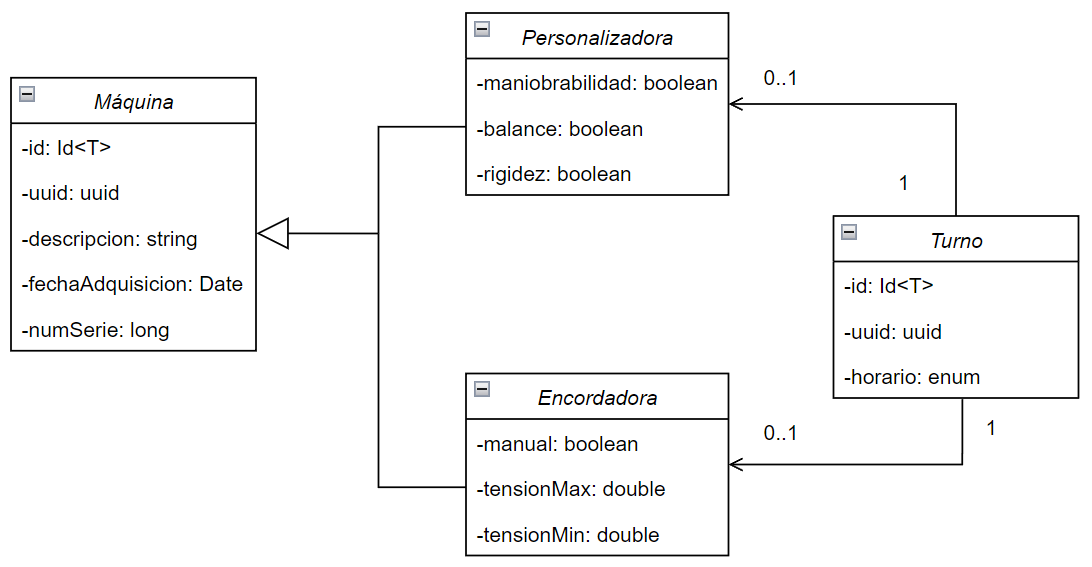 Máquina
-id: Id<T>
-uuid: uuid
-descripcion: string
-fechaAdquisicion: Date
-numSerie: long
Personalizadora
-maniobrabilidad: boolean
-balance: boolean
-rigidez: boolean
0..1
1
Turno
-id: Id<T>
-uuid: uuid
-horario: enum
Encordadora
-manual: boolean
-tensionMax: double
-tensionMin: double
0..1
1